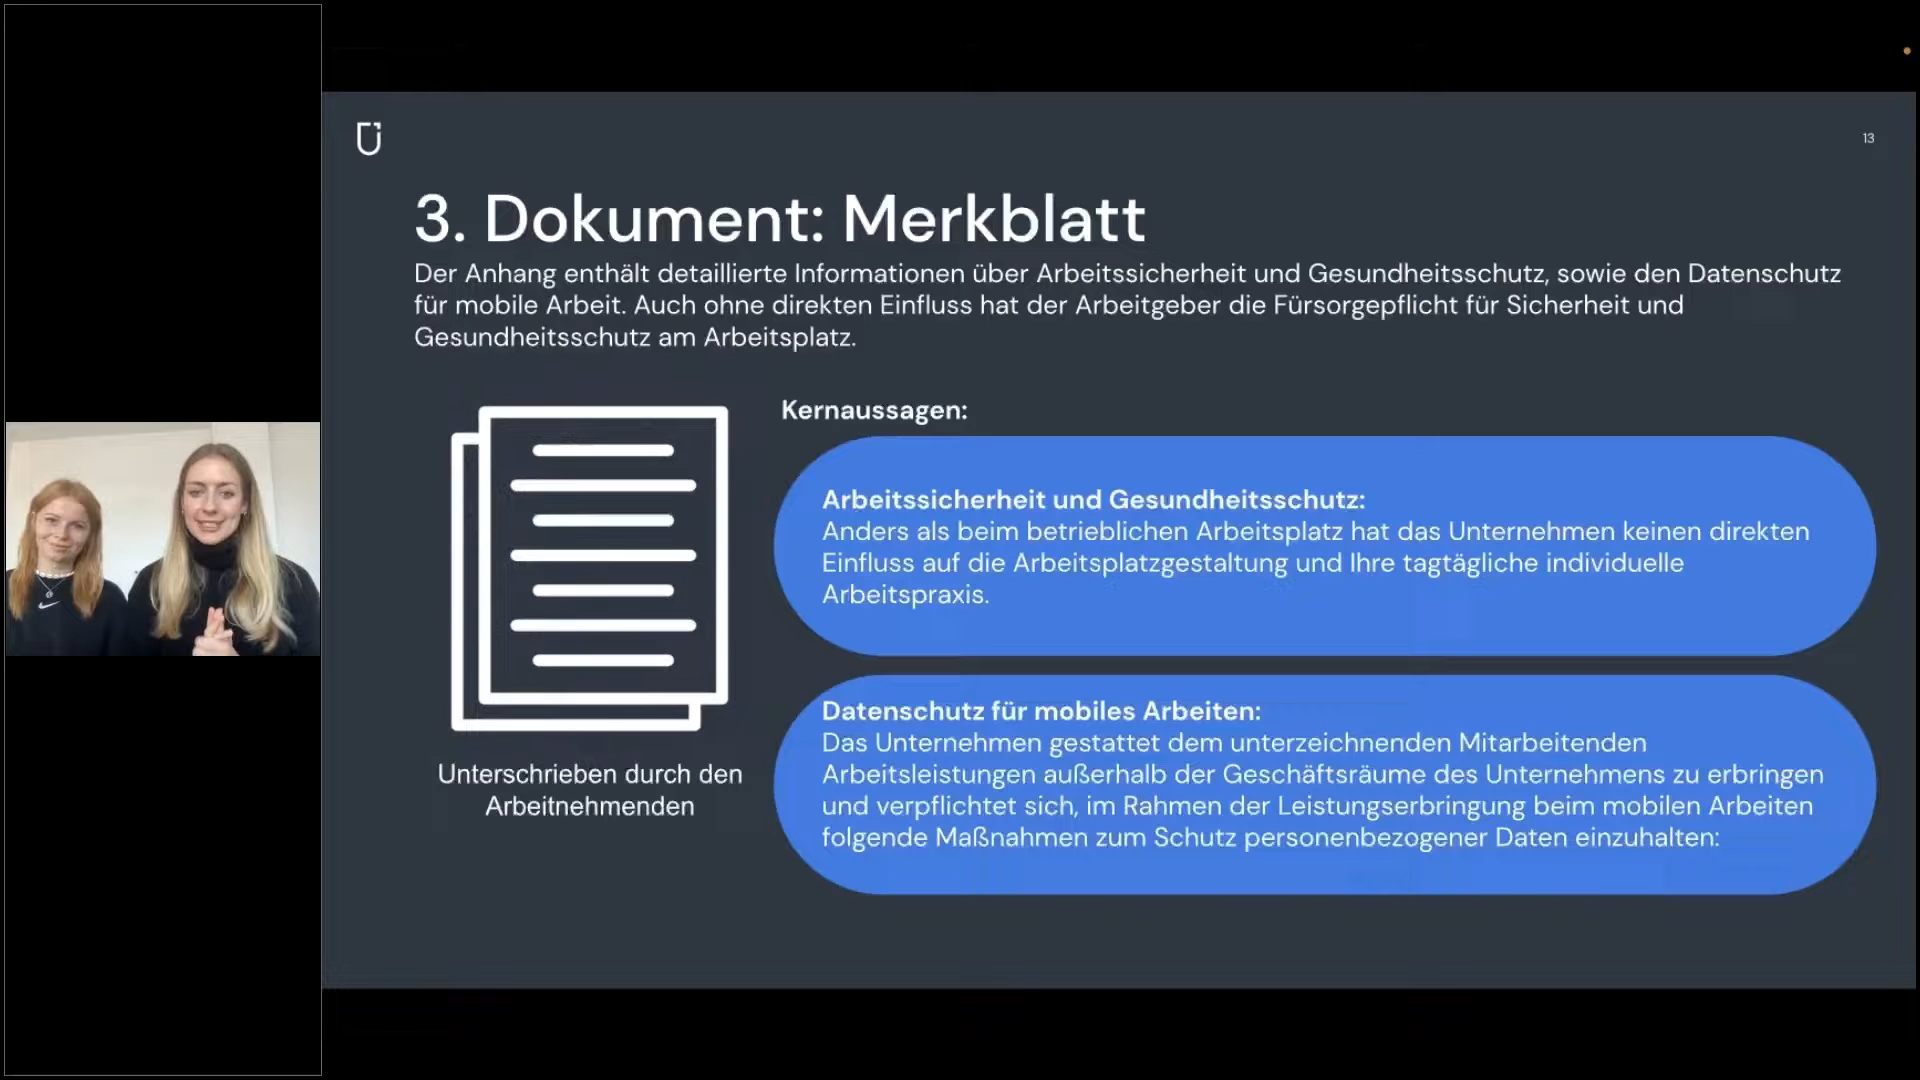 13
3. Dokument: Merkblatt
Der Anhang enthält detaillierte Informationen über Arbeitssicherheit und Gesundheitsschutz, sowie den Datenschutz
für mobile Arbeit. Auch ohne direkten Einfluss hat der Arbeitgeber die Fürsorgepflicht für Sicherheit und
Gesundheitsschutz am Arbeitsplatz.
Kernaussagen:
Arbeitssicherheit und Gesundheitsschutz:
Anders als beim betrieblichen Arbeitsplatz hat das Unternehmen keinen direkten
Einfluss auf die Arbeitsplatzgestaltung und Ihre tagtägliche individuelle
Arbeitspraxis.
Datenschutz für mobiles Arbeiten:
Das Unternehmen gestattet dem unterzeichnenden Mitarbeitenden
Arbeitsleistungen außerhalb der Geschäftsräume des Unternehmens zu erbringen
und verpflichtet sich, im Rahmen der Leistungserbringung beim mobilen Arbeiten
folgende Maßnahmen zum Schutz personenbezogener Daten einzuhalten:
Unterschrieben durch den
Arbeitnehmenden